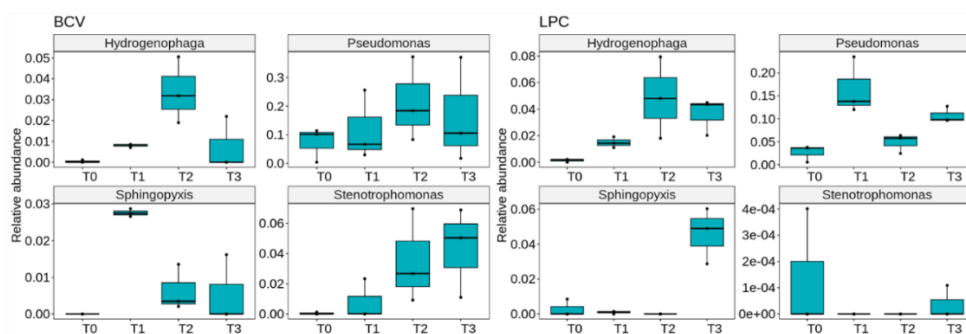 BCV
LPC
Hydrogenophaga
Pseudomonas
Hydrogenophaga
Pseudomonas
0.05
0.04
0.03
0.02
0.01
0.00
0.3
0.2
0.1
0.0
0.08
0.06
0.04
0.02
0.00
0.20
0.15
0.10
0.05
0.00
T0 T1 T2 T3
T0 T1 T2 T3
T0 T1 T2 T3
T0 T1 T2 T3
Relative abundance
Relative abundance
Sphingopyxis
Stenotrophomonas
Sphingopyxis
Stenotrophomonas
0.03
0.02
0.01
0.00
0.06
0.04
0.02
0.00
0.06
0.04
0.02
0.00
4e-04
3e-04
2e-04
1e-04
0e+00
T0 T1 T2 T3
T0 T1 T2 T3
T0 T1 T2 T3
T0 T1 T2 T3